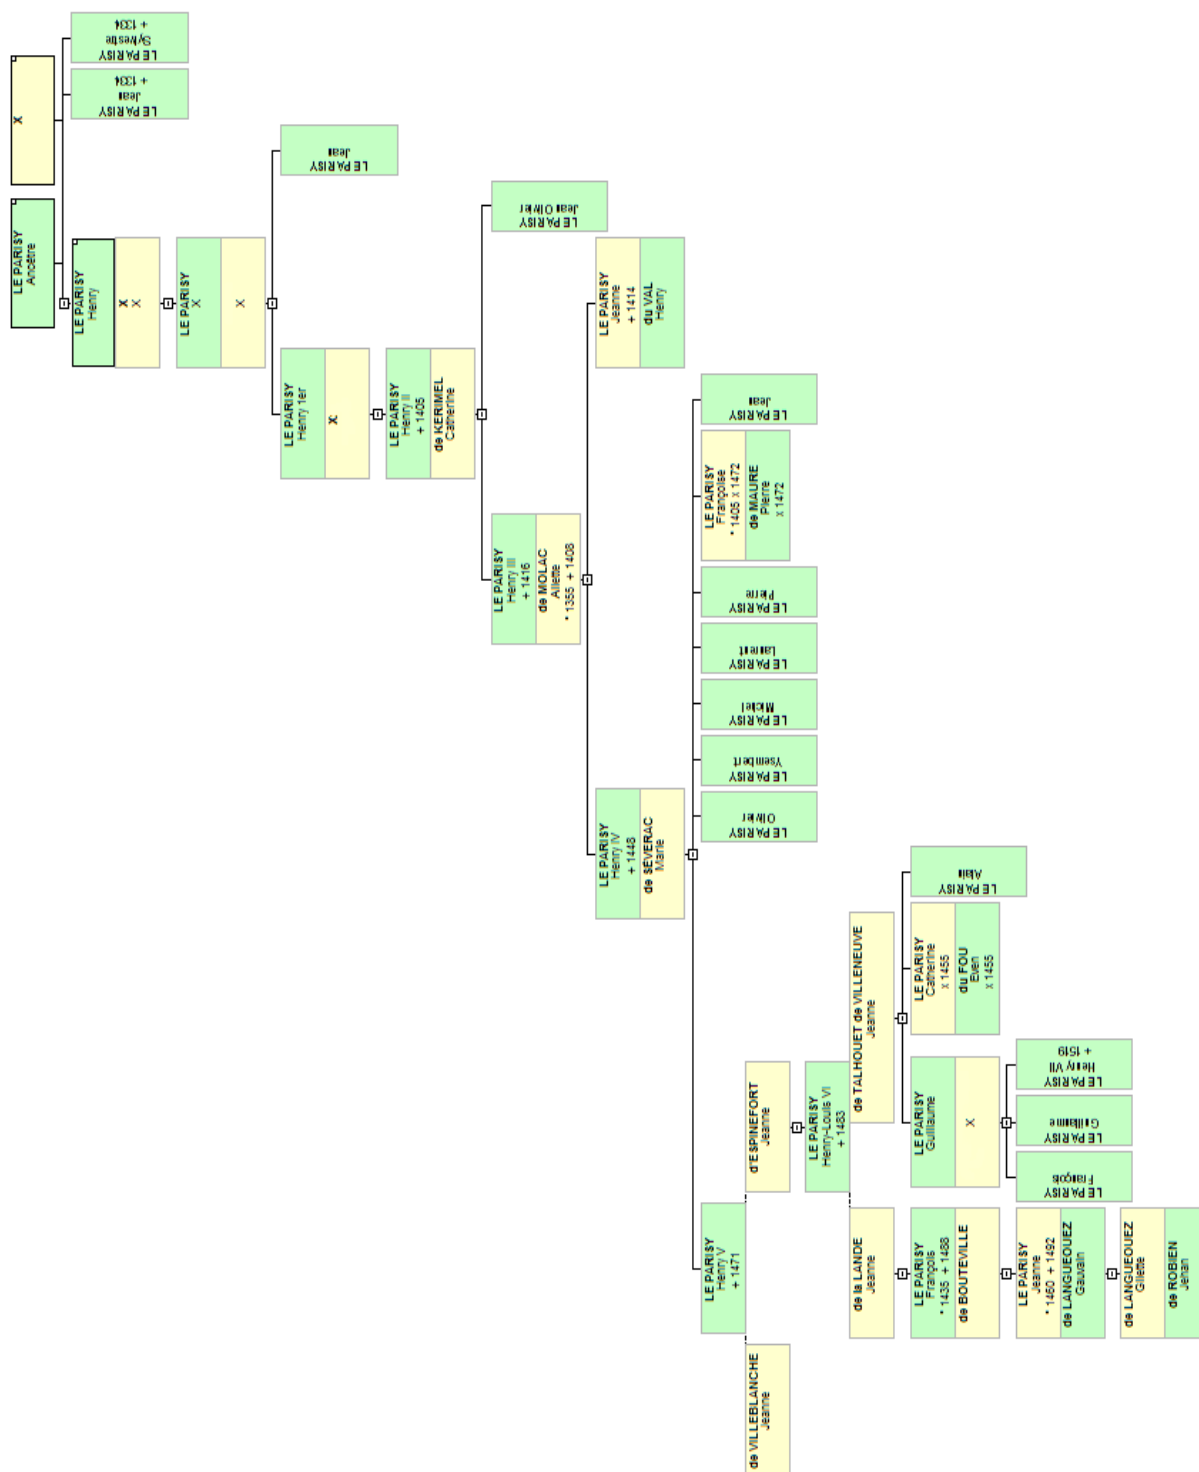 LE PARISY
Ancêtre
X
LE PARISY
Sylvestre
+ 1334
LE PARISY
Jean
+ 1334
LE PARISY
Henry
X
X
LE PARISY
X
X
LE PARISY
Jean
LE PARISY
Henry 1er
X
LE PARISY
Henry II
+ 1405
de KERIMEL
Catherine
LE PARISY
Jean Olivier
LE PARISY
Henry III
+ 1416
de MOLAC
Aliette
* 1355 + 1408
LE PARISY
Jeanne
+ 1414
du VAL
Henry
LE PARISY
Henry IV
+ 1448
de SÉVERAC
Marie
LE PARISY
Jean
LE PARISY
Françoise
* 1405 x 1472
de MAURE
Pierre
x 1472
LE PARISY
Pierre
LE PARISY
Laurent
LE PARISY
Michel
LE PARISY
Ysembert
LE PARISY
Olivier
LE PARISY
Henry V
+ 1471
d'ESPINEFORT
Jeanne
de VILLEBLANCHE
Jeanne
LE PARISY
Henry-Louis VI
+ 1483
de TALHOUET de VILLENEUVE
Jeanne
de la LANDE
Jeanne
LE PARISY
Alain
LE PARISY
Catherine
x 1455
du FOU
Even
x 1455
LE PARISY
Guillaume
X
LE PARISY
Henry VII
+ 1519
LE PARISY
Guillaume
LE PARISY
François
LE PARISY
François
* 1435 + 1488
de BOUTEVILLE
LE PARISY
Jeanne
* 1460 + 1492
de LANGUEOUEZ
Gauvain
de LANGUEOUEZ
Gillette
de ROBIEN
Jehan